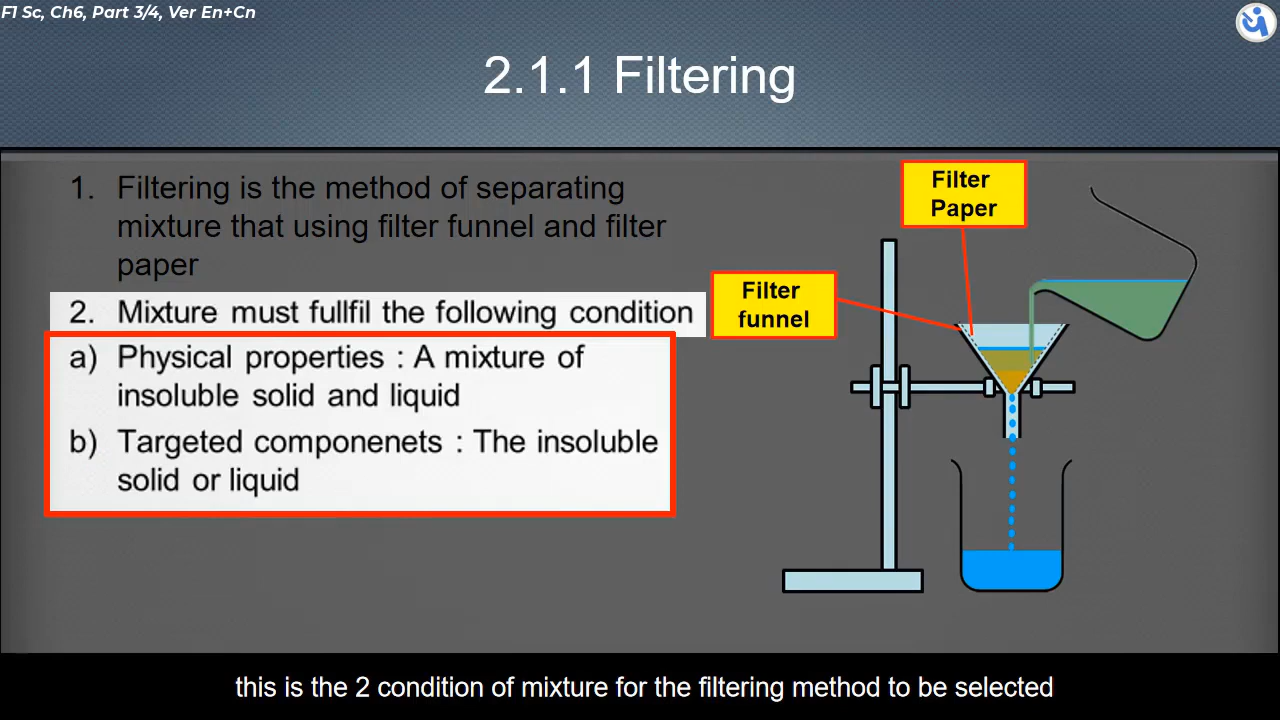 F1 Sc, Ch6, Part 3/4, Ver En+Cn
2.1.1 Filtering
1. Filtering is the method of separating
mixture that using filter funnel and filter
paper
2. Mixture must fullfil the following condition
a) Physical properties : A mixture of
insoluble solid and liquid
b) Targeted componenets : The insoluble
solid or liquid
Filter
Paper
Filter
funnel
this is the 2 condition of mixture for the filtering method to be selected